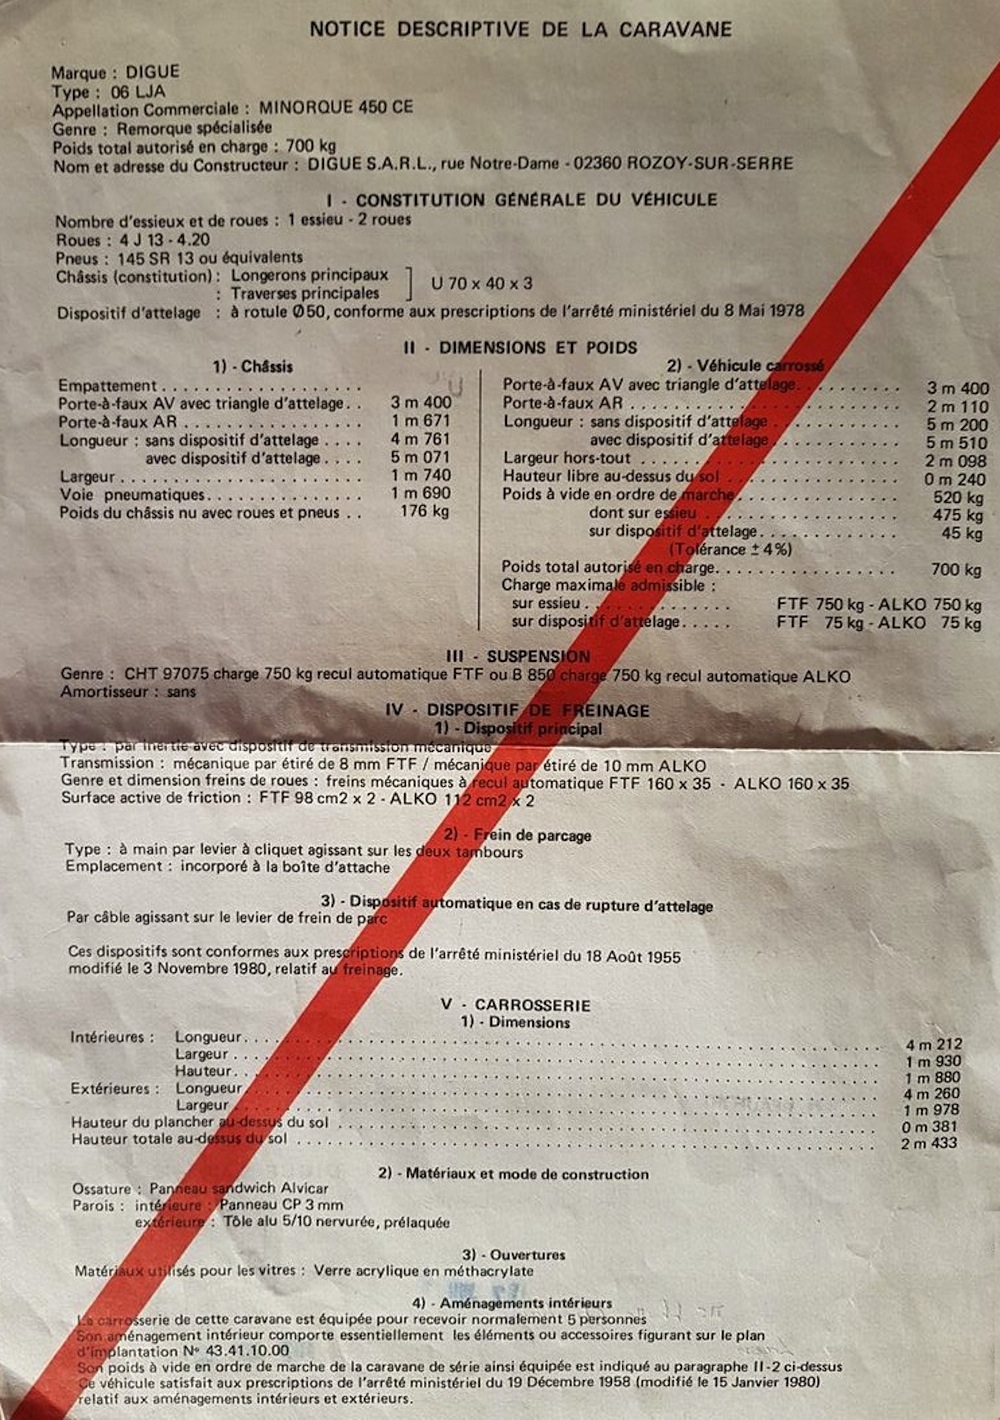 NOTICE DESCRIPTIVE DE LA CARAVANE
Marque : DIGUE
Type : 06 LJA
Appellation Commerciale : MINORQUE 450 CE
Genre : Remorque spécialisée
Poids total autorisé en charge : 700 kg
Nom et adresse du Constructeur : DIGUE S.A.R.L., rue Notre-Dame - 02360 ROZOY-SUR-SERRE
I - CONSTITUTION GÉNÉRALE DU VÉHICULE
Nombre d'essieux et de roues : 1 essieu - 2 roues
Roues : 4 J 13 - 4.20
Pneus : 145 SR 13 ou équivalents
Châssis (constitution) : Longerons principaux
: Traverses principales
U 70 x 40 x 3
Dispositif d'attelage : à rotule Ø50, conforme aux prescriptions de l'arrêté ministériel du 8 Mai 1978
II - DIMENSIONS ET POIDS
1) - Châssis
Empattement . . . . . . . . . . . . . . . . . .
Porte-à-faux AV avec triangle d'attelage . . 3 m 400
Porte-à-faux AR . . . . . . . . . . . . . . . . 1 m 671
Longueur : sans dispositif d'attelage . . . . 4 m 761
avec dispositif d'attelage . . . . 5 m 071
Largeur . . . . . . . . . . . . . . . . . . . . . 1 m 740
Voie pneumatiques . . . . . . . . . . . . . . 1 m 690
Poids du châssis nu avec roues et pneus . . 176 kg
2) - Véhicule carrossé
Porte-à-faux AV avec triangle d'attelage . . . . . . . . . 3 m 400
Porte-à-faux AR . . . . . . . . . . . . . . . . . . . . . 2 m 110
Longueur : sans dispositif d'attelage . . . . . . . . . . 5 m 200
avec dispositif d'attelage . . . . . . . . . . 5 m 510
Largeur hors-tout . . . . . . . . . . . . . . . . . . . . 2 m 098
Hauteur libre au-dessus du sol . . . . . . . . . . . . . . 0 m 240
Poids à vide en ordre de marche . . . . . . . . . . . . . 520 kg
dont sur essieu . . . . . . . . . . . . . . . 475 kg
sur dispositif d'attelage . . . . . . . . . . . 45 kg
(Tolérance ± 4%)
Poids total autorisé en charge . . . . . . . . . . . . . . 700 kg
Charge maximale admissible :
sur essieu . . . . . . . . . . . . FTF 750 kg - ALKO 750 kg
sur dispositif d'attelage . . . . . FTF 75 kg - ALKO 75 kg
III - SUSPENSION
Genre : CHT 97075 charge 750 kg recul automatique FTF ou B 850 charge 750 kg recul automatique ALKO
Amortisseur : sans
IV - DISPOSITIF DE FREINAGE
1) - Dispositif principal
Type : par inertie avec dispositif de transmission mécanique
Transmission : mécanique par étiré de 8 mm FTF / mécanique par étiré de 10 mm ALKO
Genre et dimension freins de roues : freins mécaniques à recul automatique FTF 160 x 35 - ALKO 160 x 35
Surface active de friction : FTF 98 cm2 x 2 - ALKO 112 cm2 x 2
2) - Frein de parcage
Type : à main par levier à cliquet agissant sur les deux tambours
Emplacement : incorporé à la boîte d'attache
3) - Dispositif automatique en cas de rupture d'attelage
Par câble agissant sur le levier de frein de parc
Ces dispositifs sont conformes aux prescriptions de l'arrêté ministériel du 18 Août 1955
modifié le 3 Novembre 1980, relatif au freinage.
V - CARROSSERIE
1) - Dimensions
Intérieures : Longueur . . . . . . . . . . . . . . . . . . . . 4 m 212
Largeur . . . . . . . . . . . . . . . . . . . . 1 m 930
Hauteur . . . . . . . . . . . . . . . . . . . . 1 m 880
Extérieures : Longueur . . . . . . . . . . . . . . . . . . . . 4 m 260
Largeur . . . . . . . . . . . . . . . . . . . . 1 m 978
Hauteur du plancher au-dessus du sol . . . . . . . . . . . . . . . 0 m 381
Hauteur totale au-dessus du sol . . . . . . . . . . . . . . . . . . 2 m 433
2) - Matériaux et mode de construction
Ossature : Panneau sandwich Alvicar
Parois : intérieure : Panneau CP 3 mm
extérieure : Tôle alu 5/10 nervurée, prélaquée
3) - Ouvertures
Matériaux utilisés pour les vitres : Verre acrylique en méthacrylate
4) - Aménagements intérieurs
La carrosserie de cette caravane est équipée pour recevoir normalement 5 personnes
Son aménagement intérieur comporte essentiellement les éléments ou accessoires figurant sur le plan
d'implantation N° 43.41.10.00
Son poids à vide en ordre de marche de la caravane de série ainsi équipée est indiqué au paragraphe II-2 ci-dessus
Ce véhicule satisfait aux prescriptions de l'arrêté ministériel du 19 Décembre 1958 (modifié le 15 Janvier 1980)
relatif aux aménagements intérieurs et extérieurs.